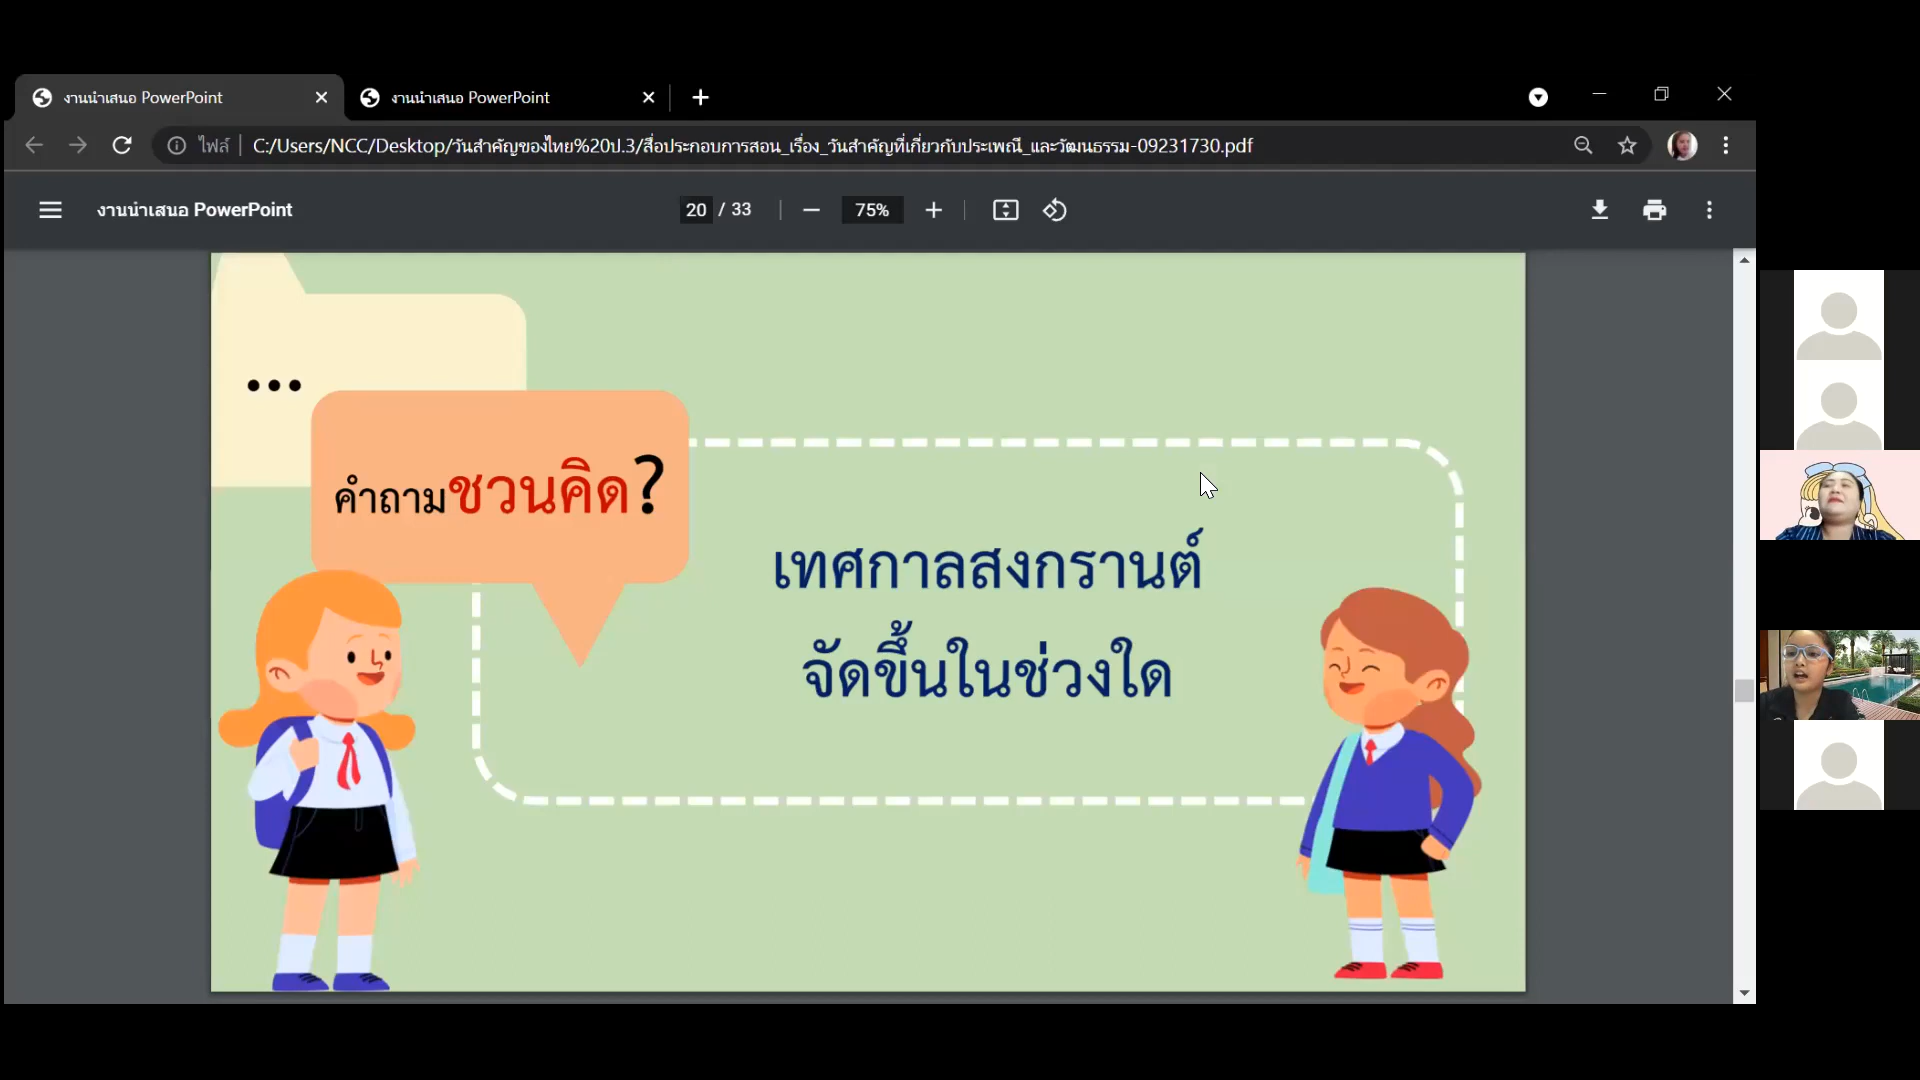 งานนำเสนอ PowerPoint
งานนำเสนอ PowerPoint
ไฟล์ C:/Users/NCC/Desktop/วันสำคัญของไทย%20ป.3/สื่อประกอบการสอน_เรื่อง_วันสำคัญที่เกี่ยวกับประเพณี_และวัฒนธรรม-09231730.pdf
งานนำเสนอ PowerPoint
20 / 33
75%
...
คำถามชวนคิด?
เทศกาลสงกรานต์
จัดขึ้นในช่วงใด